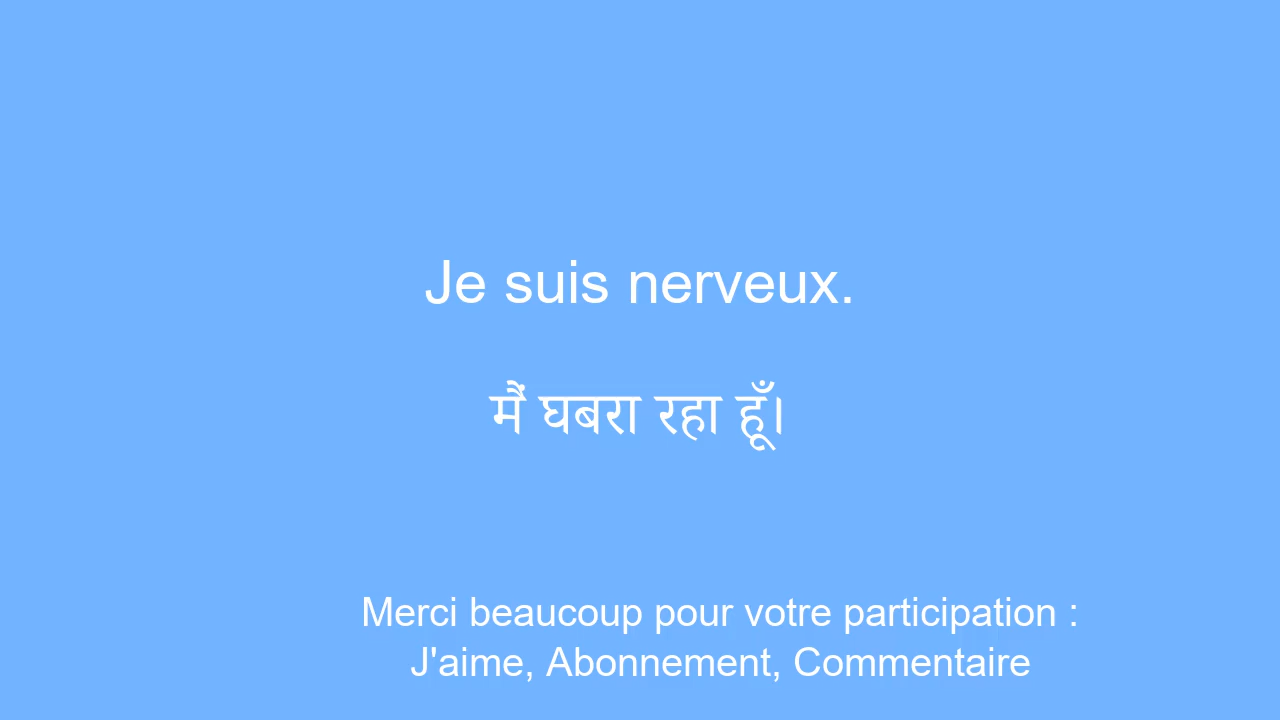 Je suis nerveux.
मैं घबरा रहा हूँ।
Merci beaucoup pour votre participation :
J'aime, Abonnement, Commentaire